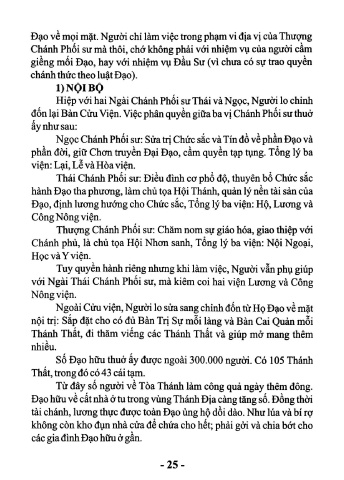 Đạo về mọi mặt. Người chỉ làm việc trong phạm vi địa vị của Thượng
Chánh Phối sư mà thôi, chớ không phải với nhiệm vụ của người cầm
giềng mối Đạo, hay với nhiệm vụ Đầu Sư (vì chưa có sự trao quyền
chánh thức theo luật Đạo).
1) NỘI BỘ
Hiệp với hai Ngài Chánh Phối sư Thái và Ngọc, Người lo chỉnh
đốn lại Bàn Cửu Viện. Việc phân quyền giữa ba vị Chánh Phối sư thuở
ấy như sau:
Ngọc Chánh Phối sư: Sửa trị Chức sắc và Tín đồ về phần Đạo và
phần đời, giữ Chơn truyền Đại Đạo, cầm quyền tạp tụng. Tổng lý ba
viện: Lại, Lễ và Hòa viện.
Thái Chánh Phối sư: Điều đình cơ phổ độ, thuyên bổ Chức sắc
hành Đạo tha phương, làm chủ tọa Hội Thánh, quản lý nền tài sản của
Đạo, định lương hướng cho Chức sắc, Tổng lý ba viện: Hộ, Lương và
Công Nông viện.
Thượng Chánh Phối sư: Chăm nom sự giáo hóa, giao thiệp với
Chánh phủ, là chủ tọa Hội Nhơn sanh, Tổng lý ba viện: Nội Ngoại,
Học và Y viện.
Tuy quyền hành riêng nhưng khi làm việc, Người vẫn phụ giúp
với Ngài Thái Chánh Phối sư, mà kiêm coi hai viện Lương và Công
Nông viện.
Ngoài Cửu viện, Người lo sửa sang chỉnh đốn từ Họ Đạo về mặt
nội trị: Sắp đặt cho có đủ Bàn Trị Sự mỗi làng và Bàn Cai Quản mỗi
Thánh Thất, đi thăm viếng các Thánh Thất và giúp mở mang thêm
nhiều.
Số Đạo hữu thuở ấy được ngoài 300.000 người. Có 105 Thánh
Thất, trong đó có 43 cái tạm.
Từ đây số người về Tòa Thánh làm công quả ngày thêm đông.
Đạo hữu về cất nhà ở tu trong vùng Thánh Địa càng tăng số. Đồng thời
tài chánh, lương thực được toàn Đạo ủng hộ dồi dào. Như lúa và bí rợ
không còn kho đụn nhà cửa để chứa cho hết; phải gởi và chia bớt cho
các gia đình Đạo hữu ở gần.
- 25 -